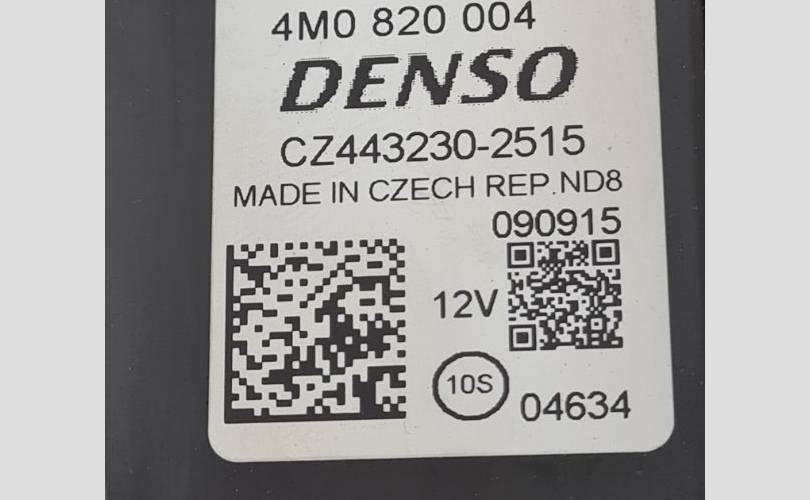 4M0 820 004
DENSO
CZ443230-2515
MADE IN CZECH REP.ND8
090915
12V
10S
04634